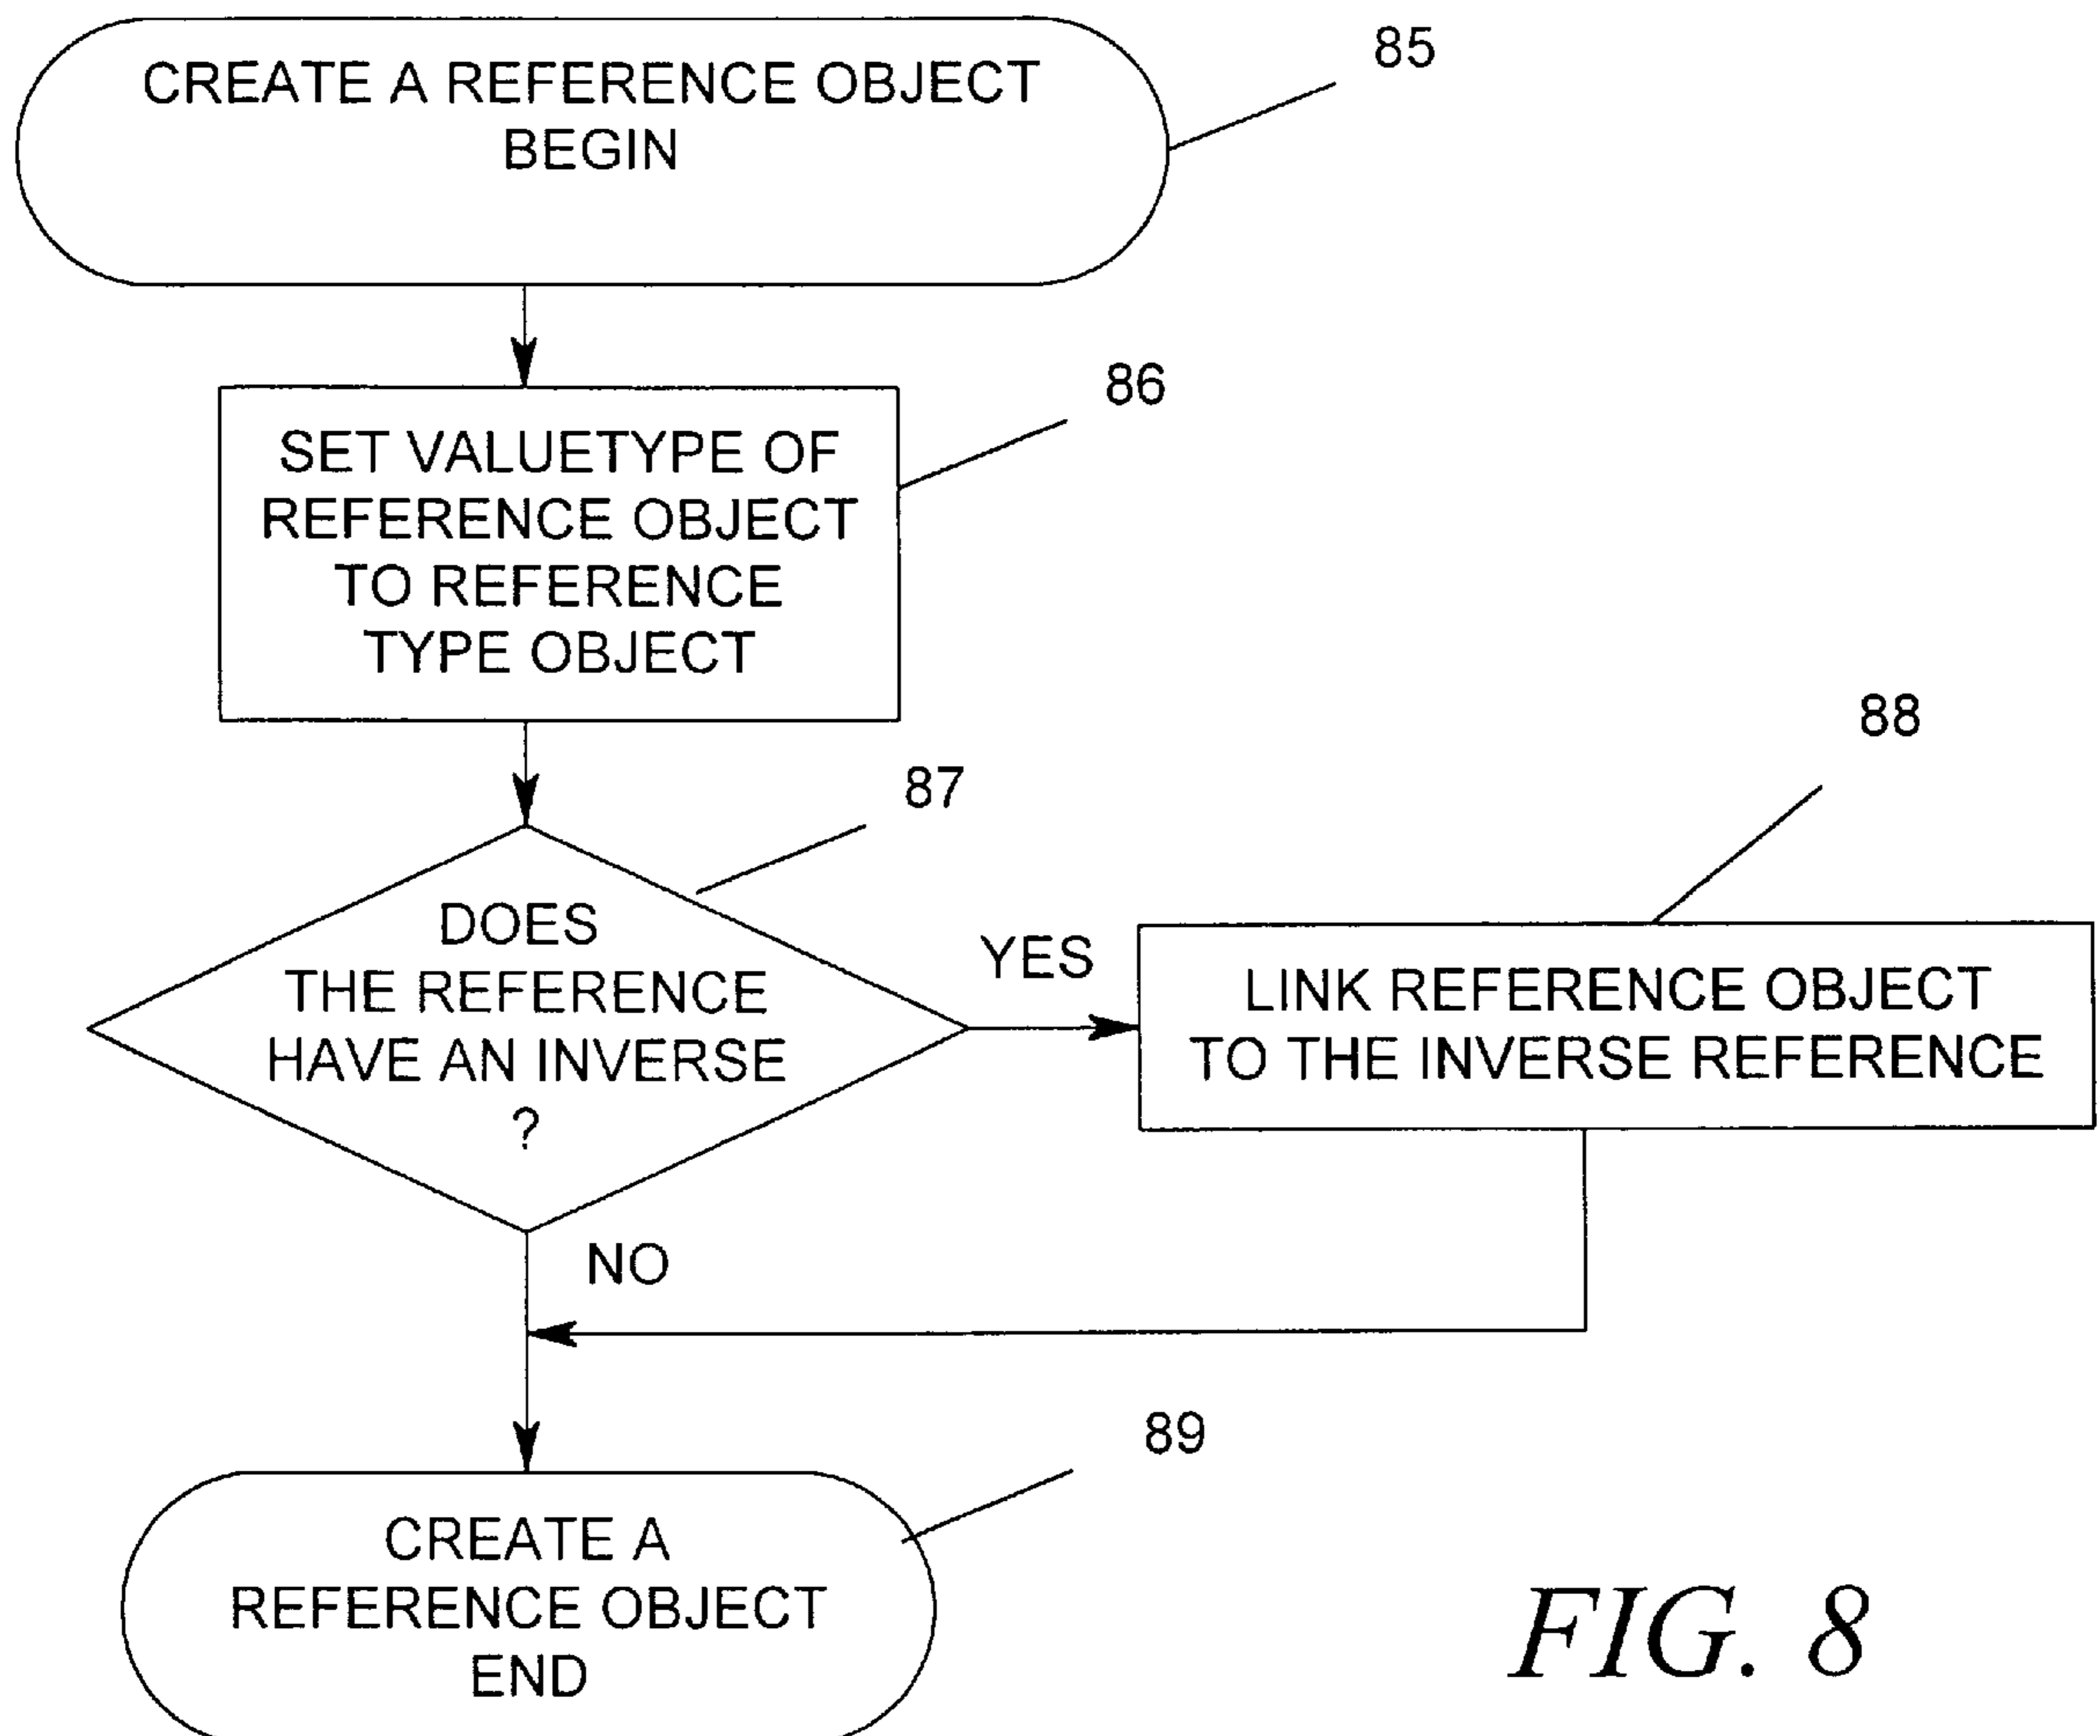 85
CREATE A REFERENCE OBJECT
BEGIN
86
SET VALUETYPE OF
REFERENCE OBJECT
TO REFERENCE
TYPE OBJECT
87
DOES
THE REFERENCE
HAVE AN INVERSE
?
YES
88
LINK REFERENCE OBJECT
TO THE INVERSE REFERENCE
NO
89
CREATE A
REFERENCE OBJECT
END
FIG. 8